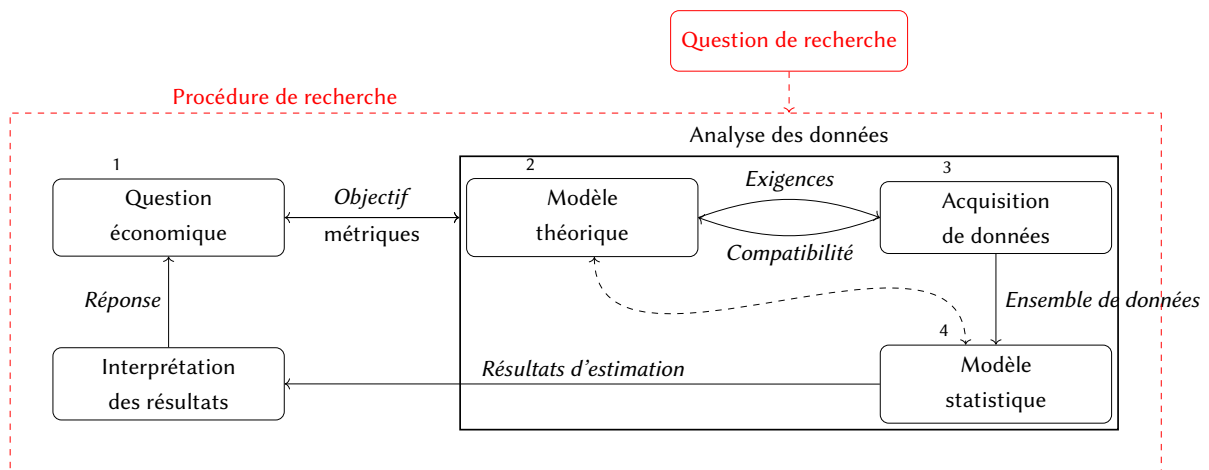 Question de recherche
Procédure de recherche
Analyse des données
1
Question
économique
Objectif
métriques
2
Modèle
théorique
Exigences
Compatibilité
3
Acquisition
de données
Réponse
Ensemble de données
4
Interprétation
des résultats
Résultats d'estimation
Modèle
statistique